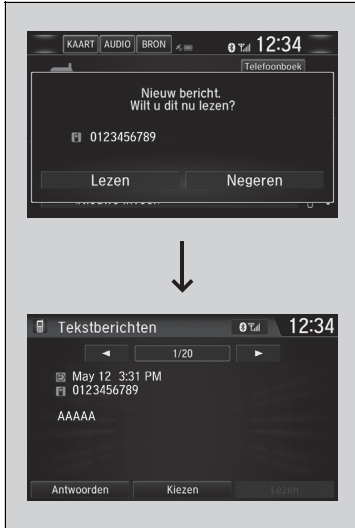 KAART AUDIO BRON 12:34
Telefoonboek
Nieuw bericht.
Wilt u dit nu lezen?
0123456789
Lezen Negeren
Tekstberichten 12:34
1/20
May 12 3:31 PM
0123456789
AAAAA
Antwoorden Kiezen Lezen